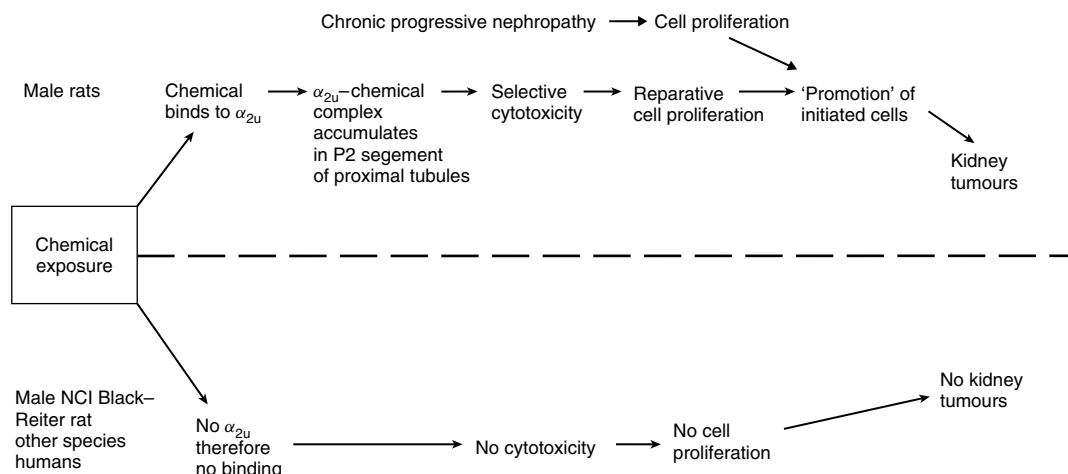 Chronic progressive nephropathy
Cell proliferation
Male rats
Chemical
binds to α2u
α2u–chemical
complex
accumulates
in P2 segement
of proximal tubules
Selective
cytotoxicity
Reparative
cell proliferation
‘Promotion’ of
initiated cells
Kidney
tumours
Chemical
exposure
Male NCI Black–
Reiter rat
other species
humans
No α2u
therefore
no binding
No cytotoxicity
No cell
proliferation
No kidney
tumours